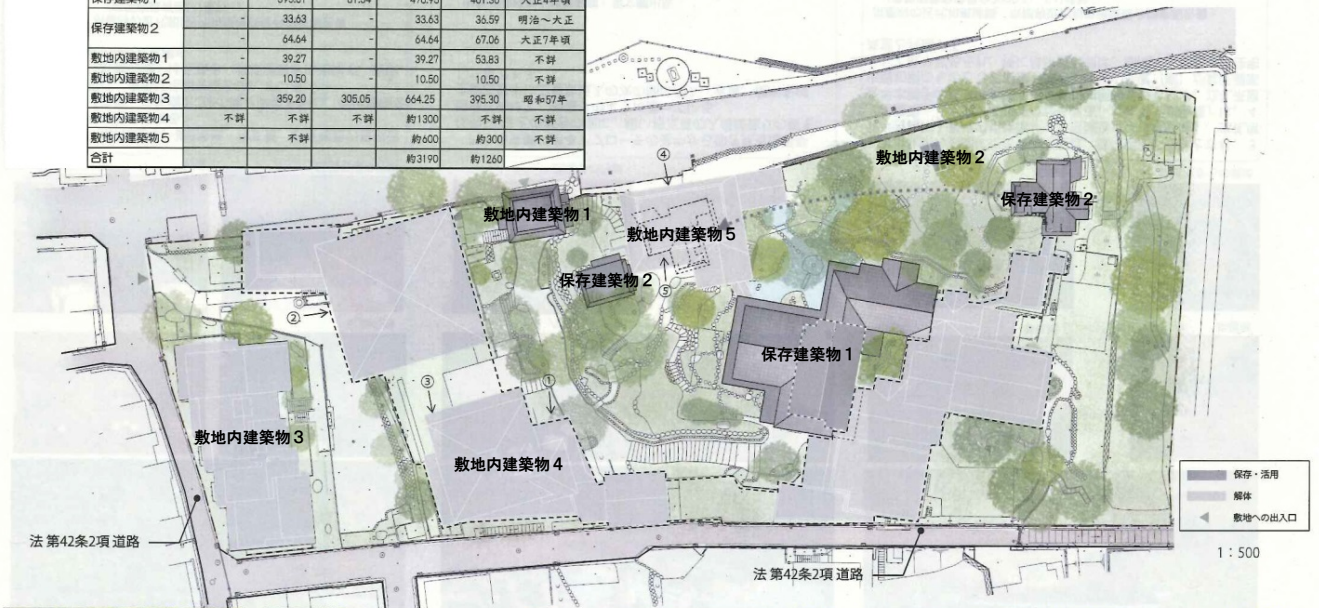 保存建築物2 - 33.63 - 33.63 36.59 明治～大正
- 64.64 - 64.64 67.06 大正7年頃
敷地内建築物1 - 39.27 - 39.27 53.83 不詳
敷地内建築物2 - 10.50 - 10.50 10.50 不詳
敷地内建築物3 - 359.20 305.05 664.25 395.30 昭和57年
敷地内建築物4 不詳 不詳 不詳 約1300 不詳 不詳
敷地内建築物5 - 不詳 - 約600 約300 不詳
合計 約3190 約1260
④
敷地内建築物2
保存建築物2
敷地内建築物1
敷地内建築物5
保存建築物2
⑤
②
保存建築物1
③
①
敷地内建築物3
敷地内建築物4
保存・活用
解体
敷地への出入口
法 第42条2項 道路
1：500
法 第42条2項 道路